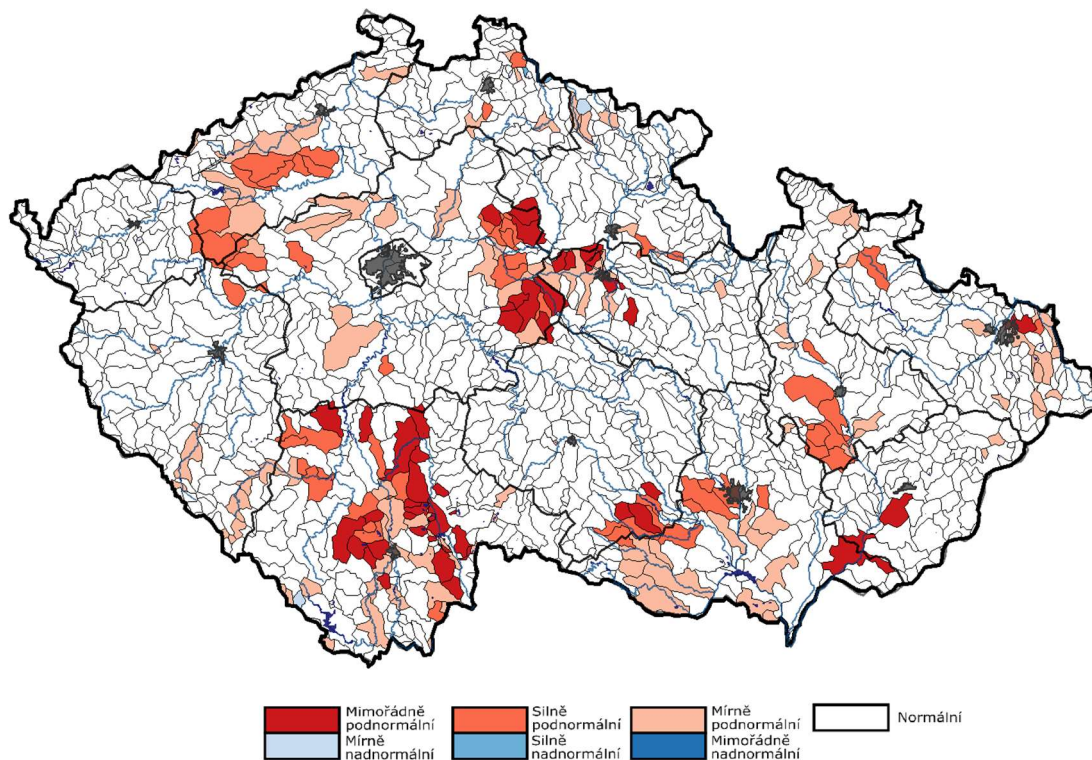 Mimořádně
podnormální
Silně
podnormální
Mírně
podnormální
Normální
Mírně
nadnormální
Silně
nadnormální
Mimořádně
nadnormální